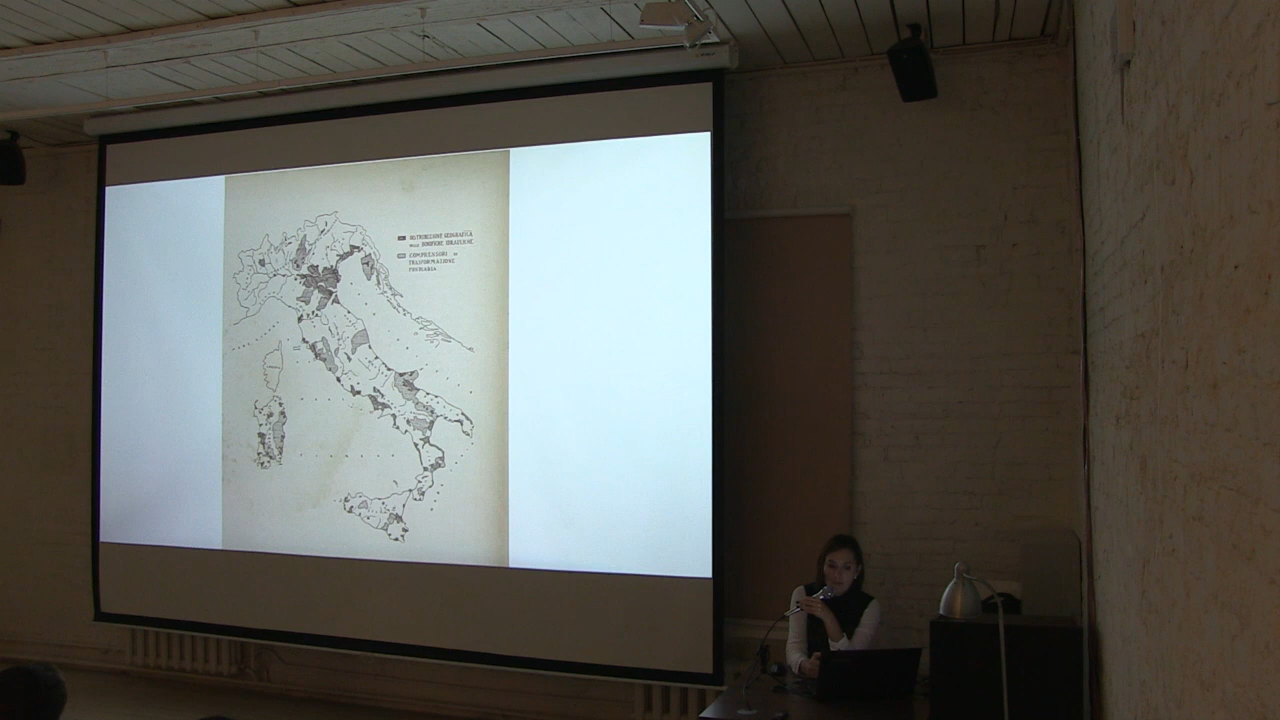 DISTRIBUZIONE GEOGRAFICA
DELLE BONIFICHE IDRAULICHE
COMPRENSORI DI
TRASFORMAZIONE
FONDIARIA